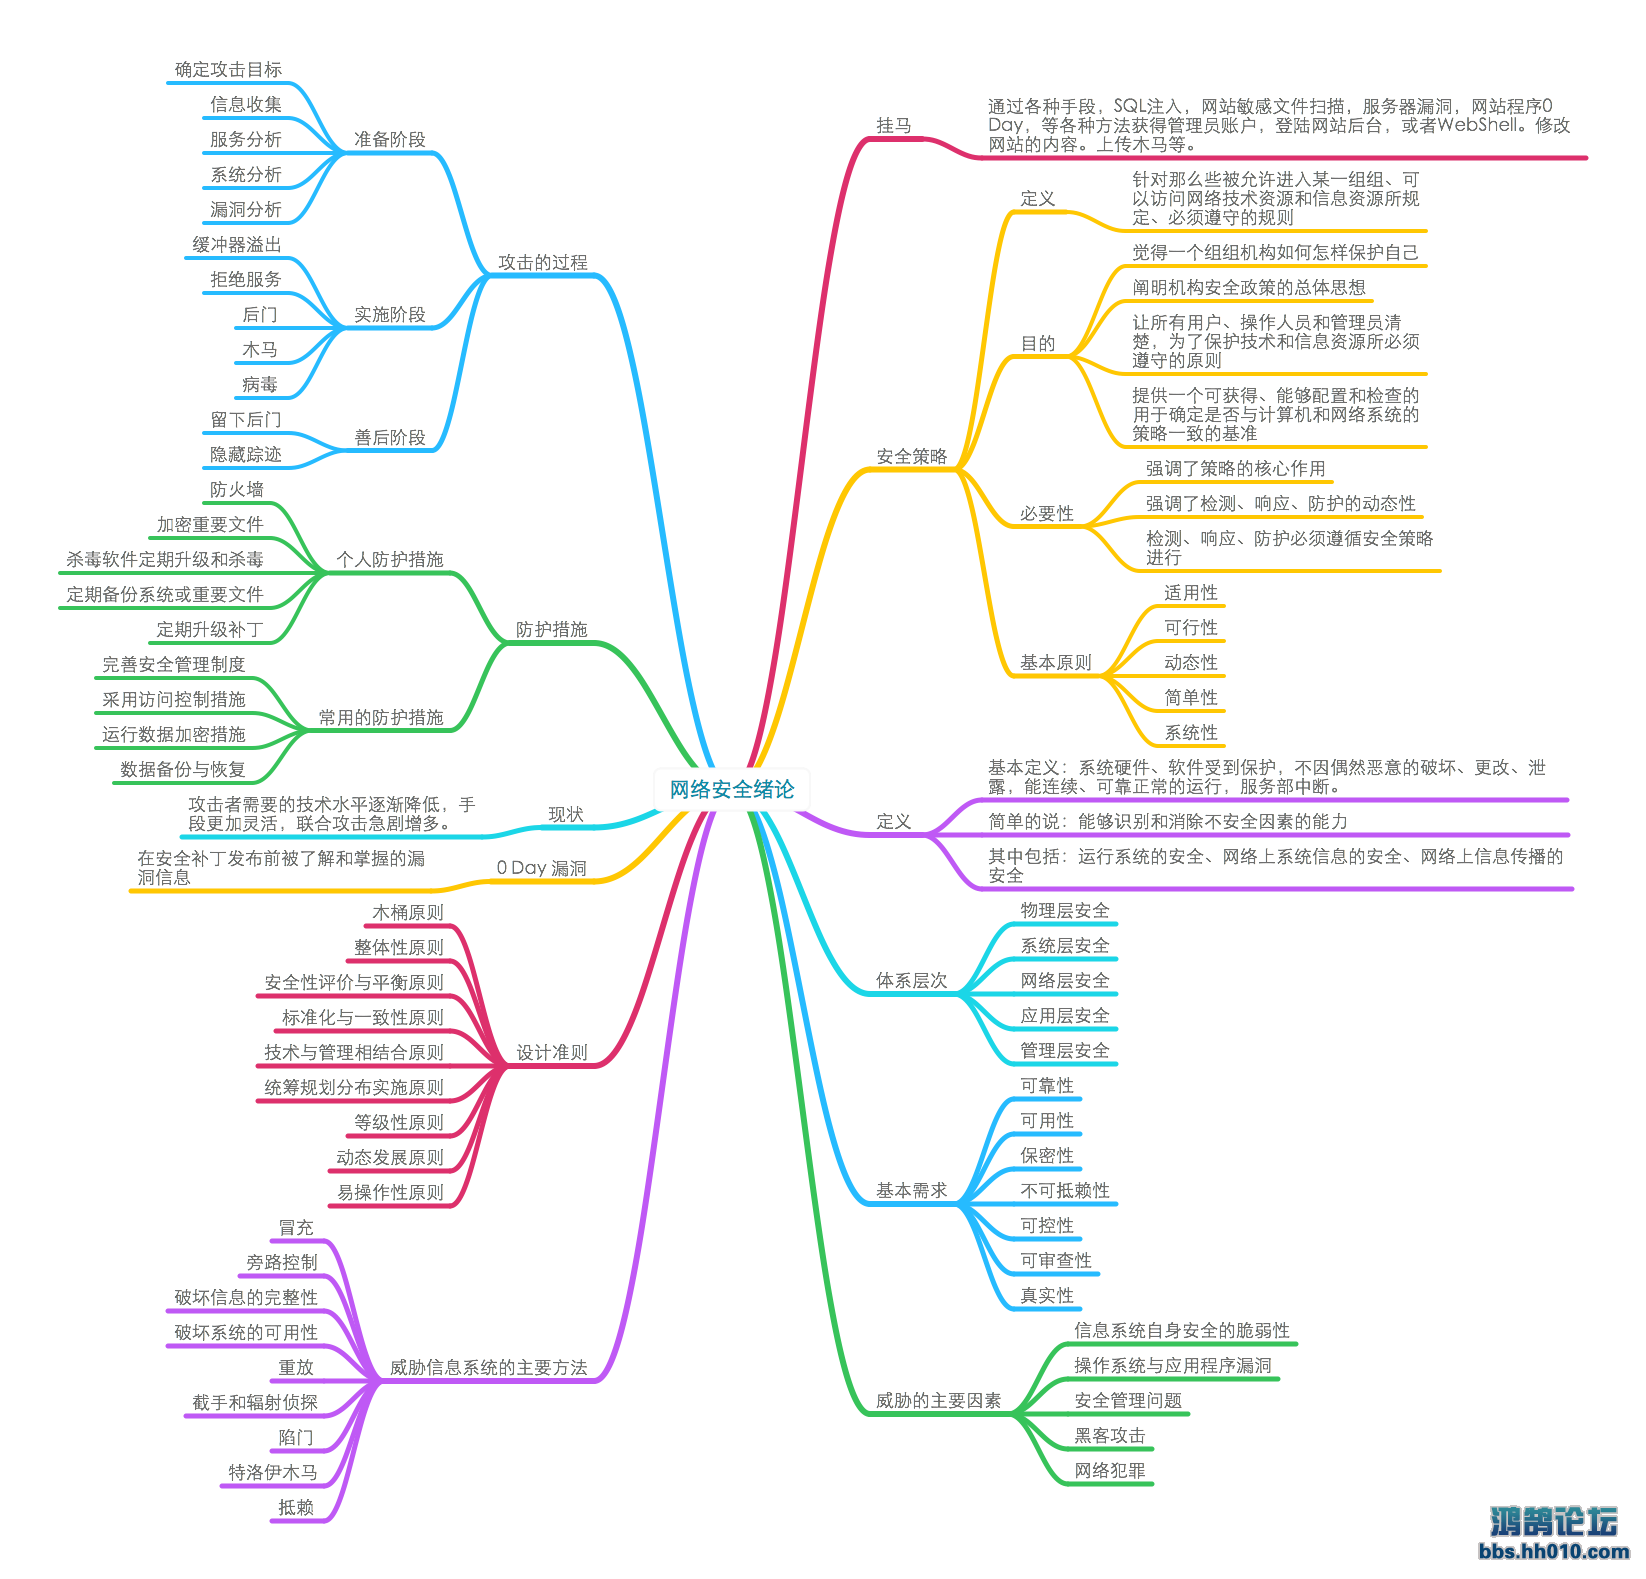 网络安全绪论
挂马
通过各种手段，SQL注入，网站敏感文件扫描，服务器漏洞，网站程序0
Day，等各种方法获得管理员账户，登陆网站后台，或者WebShell。修改
网站的内容。上传木马等。
安全策略
定义
针对那么些被允许进入某一组组、可
以访问网络技术资源和信息资源所规
定、必须遵守的规则
目的
觉得一个组组机构如何怎样保护自己
阐明机构安全政策的总体思想
让所有用户、操作人员和管理员清
楚，为了保护技术和信息资源所必须
遵守的原则
提供一个可获得、能够配置和检查的
用于确定是否与计算机和网络系统的
策略一致的基准
必要性
强调了策略的核心作用
强调了检测、响应、防护的动态性
检测、响应、防护必须遵循安全策略
进行
基本原则
适用性
可行性
动态性
简单性
系统性
定义
基本定义：系统硬件、软件受到保护，不因偶然恶意的破坏、更改、泄
露，能连续、可靠正常的运行，服务部中断。
简单的说：能够识别和消除不安全因素的能力
其中包括：运行系统的安全、网络上系统信息的安全、网络上信息传播的
安全
体系层次
物理层安全
系统层安全
网络层安全
应用层安全
管理层安全
基本需求
可靠性
可用性
保密性
不可抵赖性
可控性
可审查性
真实性
威胁的主要因素
信息系统自身安全的脆弱性
操作系统与应用程序漏洞
安全管理问题
黑客攻击
网络犯罪
攻击的过程
准备阶段
确定攻击目标
信息收集
服务分析
系统分析
漏洞分析
实施阶段
缓冲器溢出
拒绝服务
后门
木马
病毒
善后阶段
留下后门
隐藏踪迹
防护措施
个人防护措施
防火墙
加密重要文件
杀毒软件定期升级和杀毒
定期备份系统或重要文件
定期升级补丁
常用的防护措施
完善安全管理制度
采用访问控制措施
运行数据加密措施
数据备份与恢复
现状
攻击者需要的技术水平逐渐降低，手
段更加灵活，联合攻击急剧增多。
0 Day 漏洞
在安全补丁发布前被了解和掌握的漏
洞信息
设计准则
木桶原则
整体性原则
安全性评价与平衡原则
标准化与一致性原则
技术与管理相结合原则
统筹规划分布实施原则
等级性原则
动态发展原则
易操作性原则
威胁信息系统的主要方法
冒充
旁路控制
破坏信息的完整性
破坏系统的可用性
重放
截手和辐射侦探
陷门
特洛伊木马
抵赖
鸿鹄论坛
bbs.hh010.com